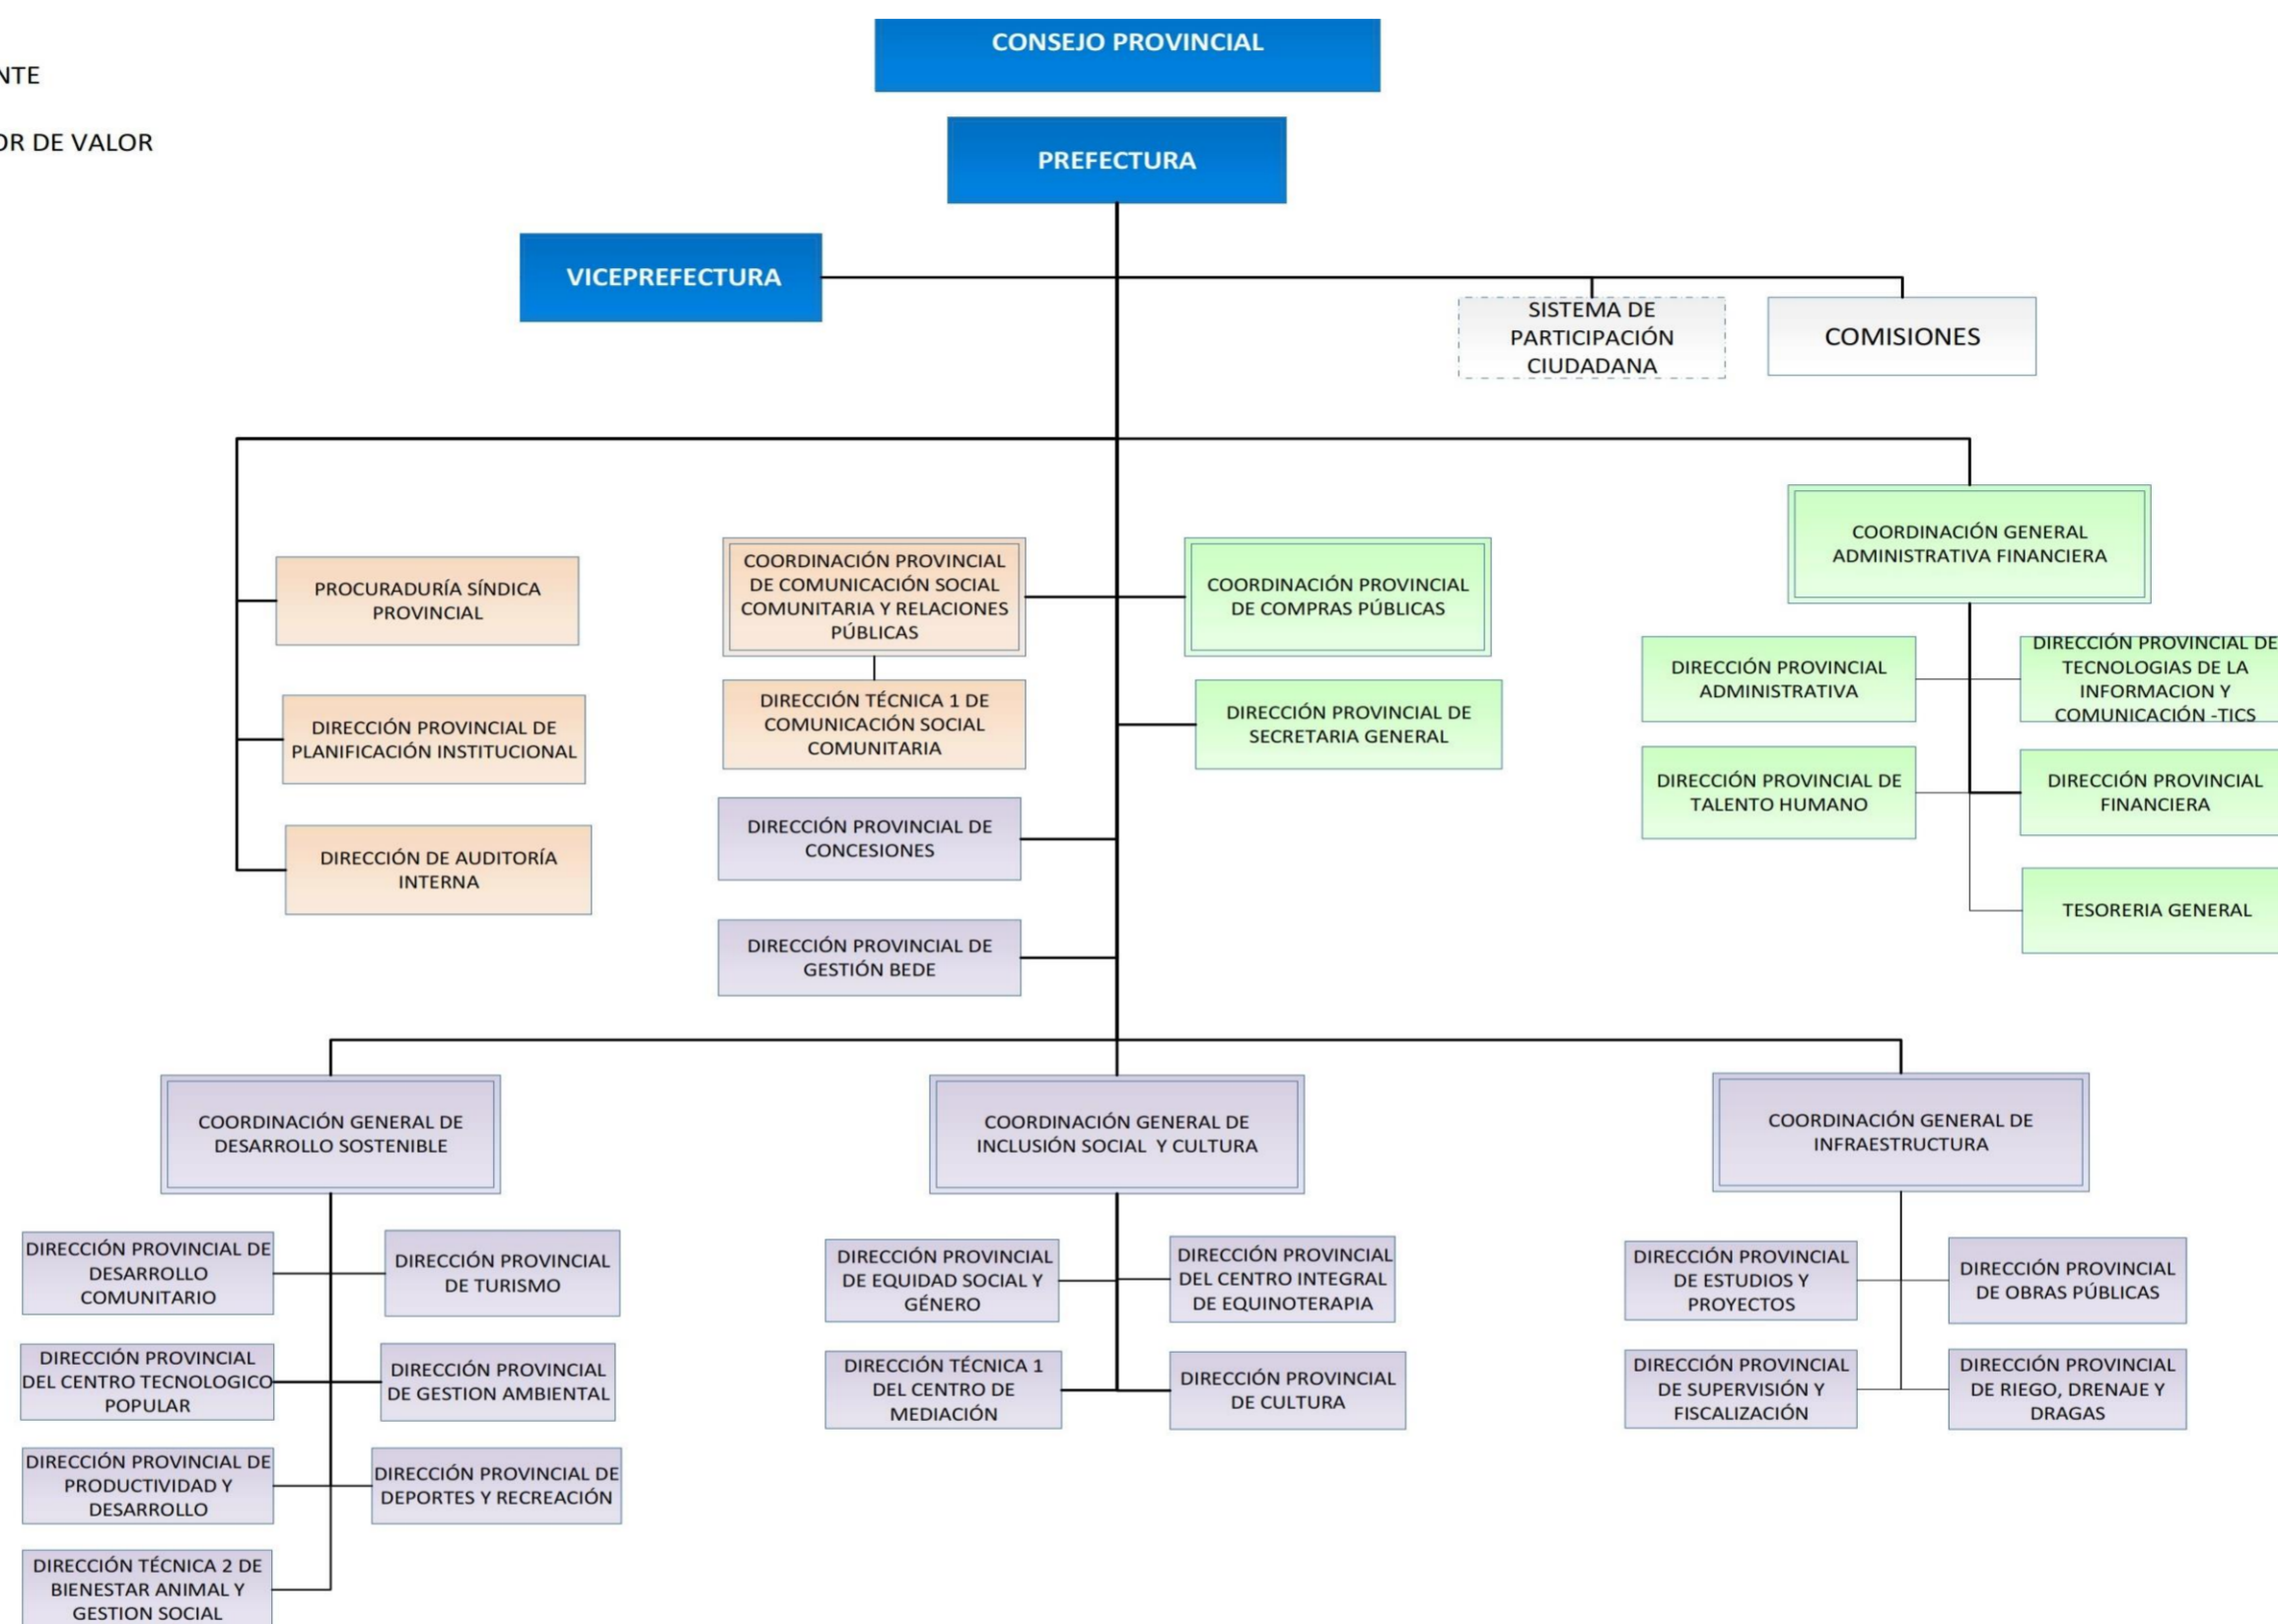 CONSEJO PROVINCIAL
NTE
OR DE VALOR
PREFECTURA
VICEPREFECTURA
SISTEMA DE
PARTICIPACIÓN
CIUDADANA
COMISIONES
PROCURADURÍA SÍNDICA
PROVINCIAL
DIRECCIÓN PROVINCIAL DE
PLANIFICACIÓN INSTITUCIONAL
DIRECCIÓN DE AUDITORÍA
INTERNA
COORDINACIÓN PROVINCIAL
DE COMUNICACIÓN SOCIAL
COMUNITARIA Y RELACIONES
PÚBLICAS
DIRECCIÓN TÉCNICA 1 DE
COMUNICACIÓN SOCIAL
COMUNITARIA
DIRECCIÓN PROVINCIAL DE
CONCESIONES
DIRECCIÓN PROVINCIAL DE
GESTIÓN BEDE
COORDINACIÓN PROVINCIAL
DE COMPRAS PÚBLICAS
DIRECCIÓN PROVINCIAL DE
SECRETARIA GENERAL
COORDINACIÓN GENERAL
ADMINISTRATIVA FINANCIERA
DIRECCIÓN PROVINCIAL
ADMINISTRATIVA
DIRECCIÓN PROVINCIAL DE
TECNOLOGIAS DE LA
INFORMACION Y
COMUNICACIÓN -TICS
DIRECCIÓN PROVINCIAL DE
TALENTO HUMANO
DIRECCIÓN PROVINCIAL
FINANCIERA
TESORERIA GENERAL
COORDINACIÓN GENERAL DE
DESARROLLO SOSTENIBLE
DIRECCIÓN PROVINCIAL DE
DESARROLLO
COMUNITARIO
DIRECCIÓN PROVINCIAL
DE TURISMO
DIRECCIÓN PROVINCIAL
DEL CENTRO TECNOLOGICO
POPULAR
DIRECCIÓN PROVINCIAL
DE GESTION AMBIENTAL
DIRECCIÓN PROVINCIAL DE
PRODUCTIVIDAD Y
DESARROLLO
DIRECCIÓN PROVINCIAL DE
DEPORTES Y RECREACIÓN
DIRECCIÓN TÉCNICA 2 DE
BIENESTAR ANIMAL Y
GESTION SOCIAL
COORDINACIÓN GENERAL DE
INCLUSIÓN SOCIAL Y CULTURA
DIRECCIÓN PROVINCIAL
DE EQUIDAD SOCIAL Y
GÉNERO
DIRECCIÓN PROVINCIAL
DEL CENTRO INTEGRAL
DE EQUINOTERAPIA
DIRECCIÓN TÉCNICA 1
DEL CENTRO DE
MEDIACIÓN
DIRECCIÓN PROVINCIAL
DE CULTURA
COORDINACIÓN GENERAL DE
INFRAESTRUCTURA
DIRECCIÓN PROVINCIAL
DE ESTUDIOS Y
PROYECTOS
DIRECCIÓN PROVINCIAL
DE OBRAS PÚBLICAS
DIRECCIÓN PROVINCIAL
DE SUPERVISIÓN Y
FISCALIZACIÓN
DIRECCIÓN PROVINCIAL
DE RIEGO, DRENAJE Y
DRAGAS